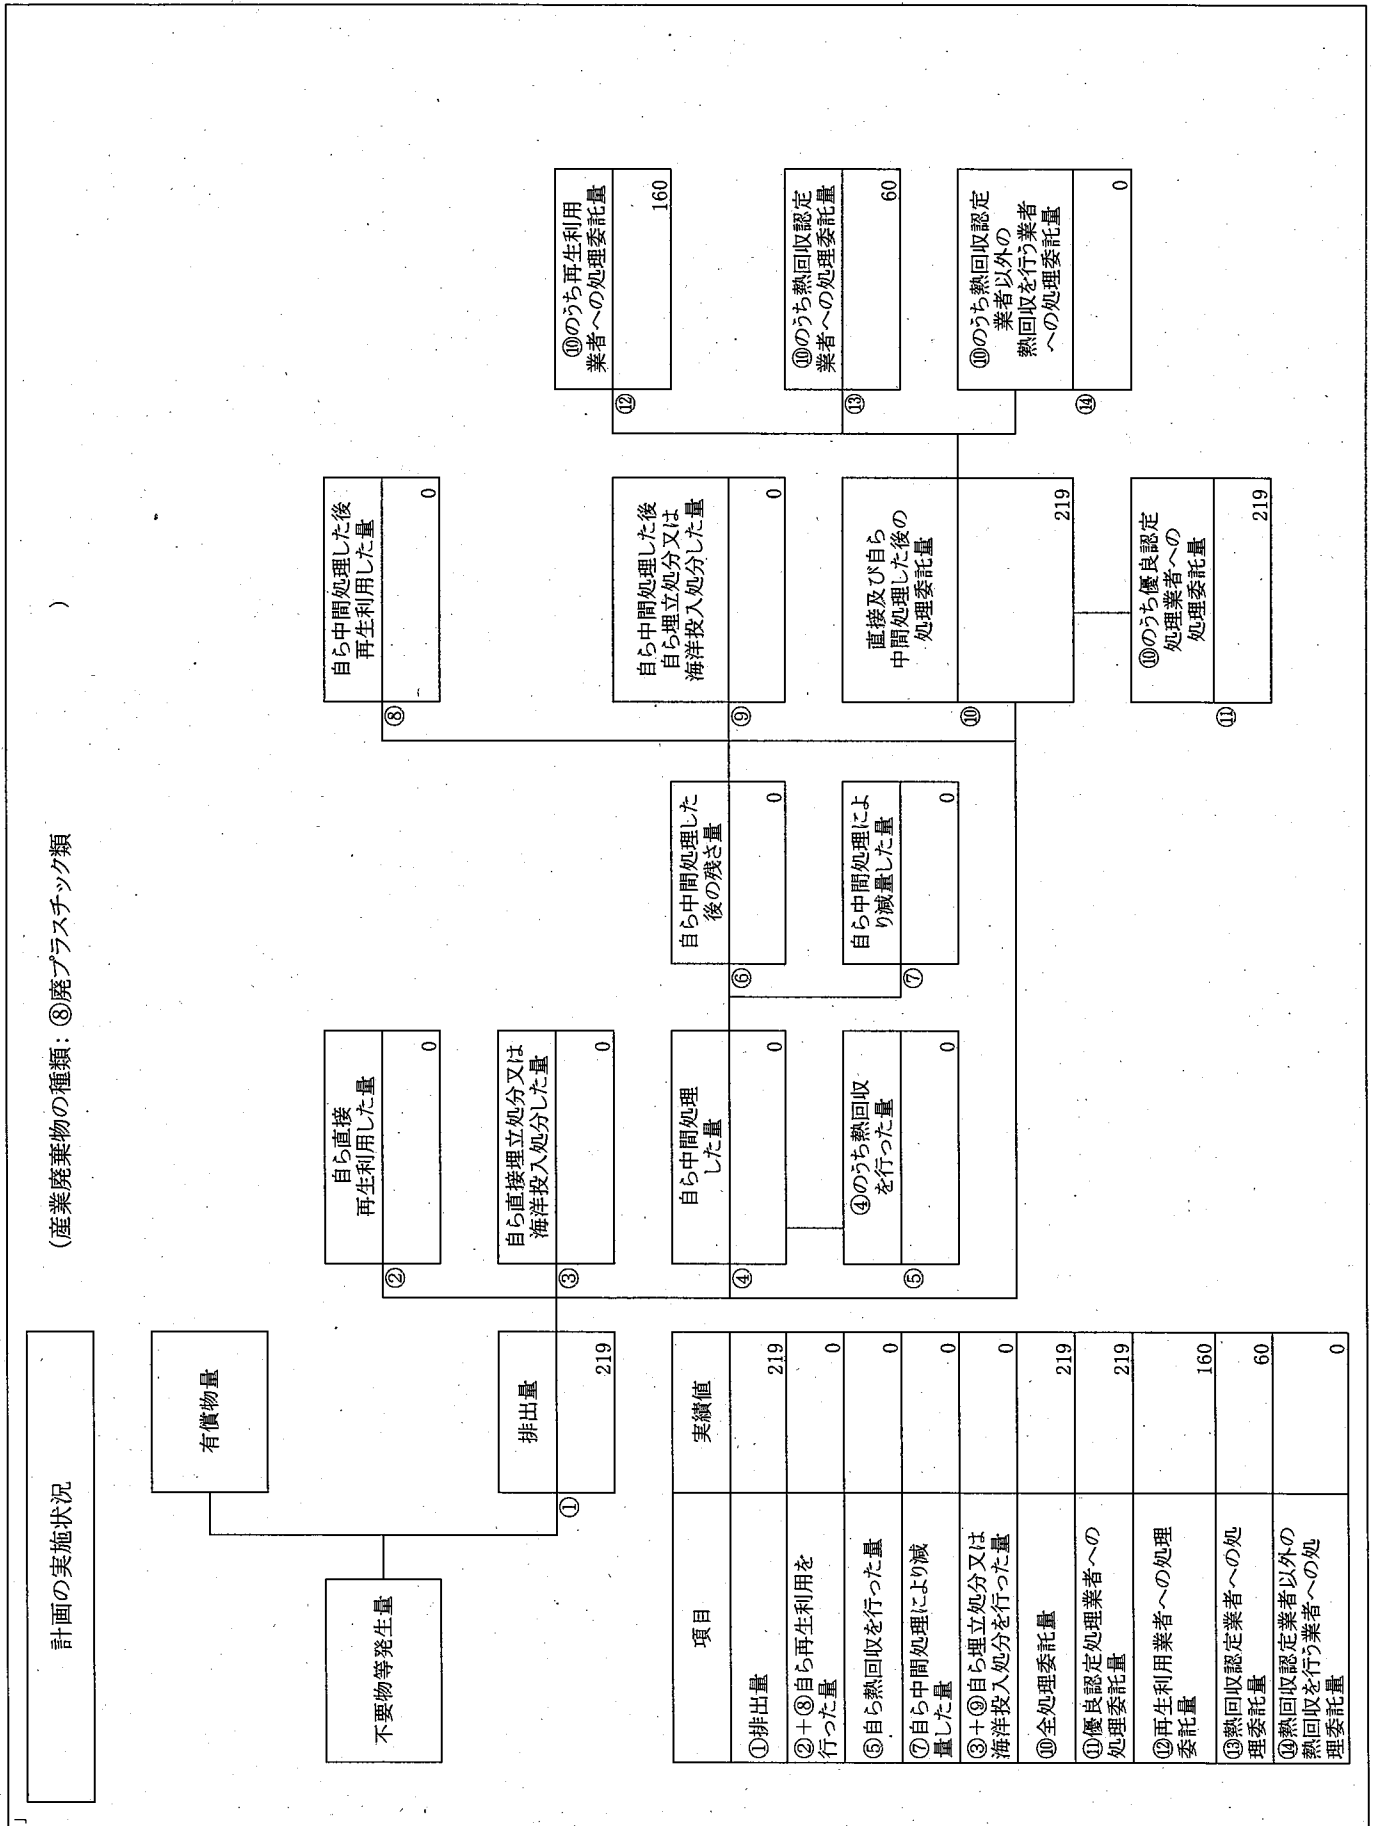 計画の実施状況
(産業廃棄物の種類：⑧廃プラスチック類
)
不要物等発生量
有償物量
①
排出量
219
②
自ら直接
再生利用した量
0
③
自ら直接埋立処分又は
海洋投入処分した量
0
④
自ら中間処理
した量
0
⑤
④のうち熱回収
を行った量
0
⑥
自ら中間処理した
後の残さ量
0
⑦
自ら中間処理によ
り減量した量
0
⑧
自ら中間処理した後
再生利用した量
0
⑨
自ら中間処理した後
自ら埋立処分又は
海洋投入処分した量
0
⑩
直接及び自ら
中間処理した後の
処理委託量
219
⑪
⑩のうち優良認定
処理業者への
処理委託量
219
⑫
⑩のうち再生利用
業者への処理委託量
160
⑬
⑩のうち熱回収認定
業者への処理委託量
60
⑭
⑩のうち熱回収認定
業者以外の
熱回収を行う業者
への処理委託量
0
項目 実績値
①排出量 219
②＋⑧自ら再生利用を
行った量 0
⑤自ら熱回収を行った量 0
⑦自ら中間処理により減
量した量 0
③＋⑨自ら埋立処分又は
海洋投入処分を行った量 0
⑩全処理委託量 219
⑪優良認定処理業者への
処理委託量 219
⑫再生利用業者への処理
委託量 160
⑬熱回収認定業者への処
理委託量 60
⑭熱回収認定業者以外の
熱回収を行う業者への処
理委託量 0